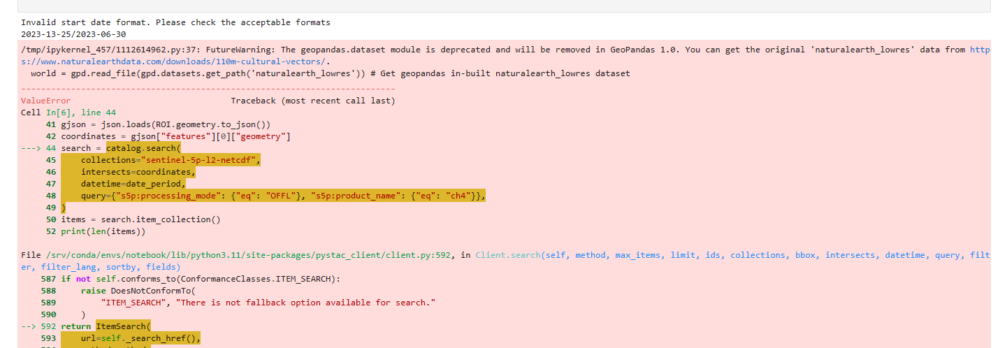 Invalid start date format. Please check the acceptable formats
2023-13-25/2023-06-30
/tmp/ipykernel_457/1112614962.py:37: FutureWarning: The geopandas.dataset module is deprecated and will be removed in GeoPandas 1.0. You can get the original 'naturalearth_lowres' data from http
s://www.naturalearthdata.com/downloads/110m-cultural-vectors/.
  world = gpd.read_file(gpd.datasets.get_path('naturalearth_lowres')) # Get geopandas in-built naturalearth_lowres dataset
---------------------------------------------------------------------------
ValueError                                Traceback (most recent call last)
Cell In[6], line 44
     41 gjson = json.loads(ROI.geometry.to_json())
     42 coordinates = gjson["features"][0]["geometry"]
---> 44 search = catalog.search(
     45     collections="sentinel-5p-l2-netcdf",
     46     intersects=coordinates,
     47     datetime=date_period,
     48     query={"s5p:processing_mode": {"eq": "OFFL"}, "s5p:product_name": {"eq": "ch4"}},
     49 )
     50 items = search.item_collection()
     52 print(len(items))
File /srv/conda/envs/notebook/lib/python3.11/site-packages/pystac_client/client.py:592, in Client.search(self, method, max_items, limit, ids, collections, bbox, intersects, datetime, query, filt
er, filter_lang, sortby, fields)
    587 if not self.conforms_to(ConformanceClasses.ITEM_SEARCH):
    588     raise DoesNotConformTo(
    589         "ITEM_SEARCH", "There is not fallback option available for search."
    590     )
--> 592 return ItemSearch(
    593     url=self._search_href(),